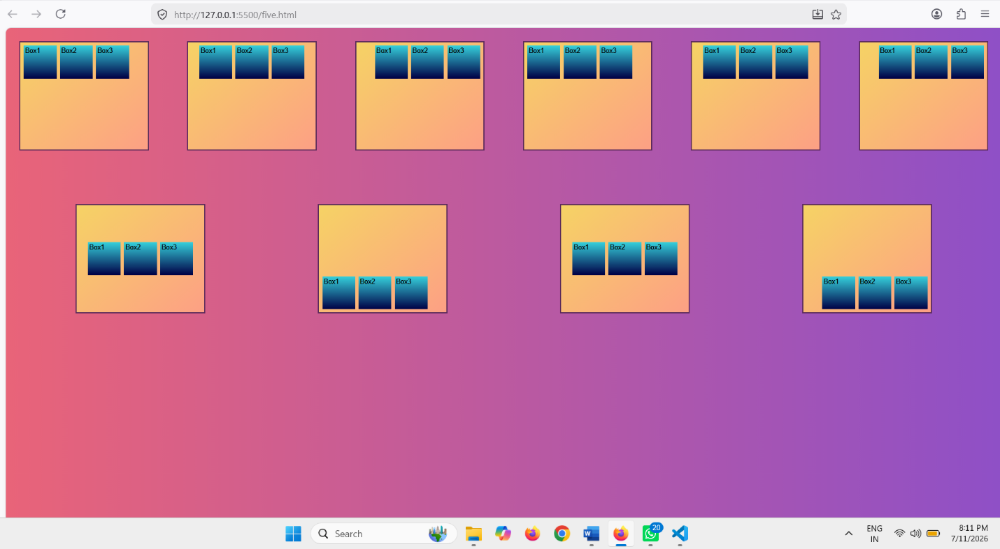 http://127.0.0.1:5500/five.html
Box1 Box2 Box3 Box1 Box2 Box3 Box1 Box2 Box3 Box1 Box2 Box3 Box1 Box2 Box3 Box1 Box2 Box3
Box1 Box2 Box3 Box1 Box2 Box3
Box1 Box2 Box3 Box1 Box2 Box3
Search
W
20
ENG
IN
8:11 PM
7/11/2026